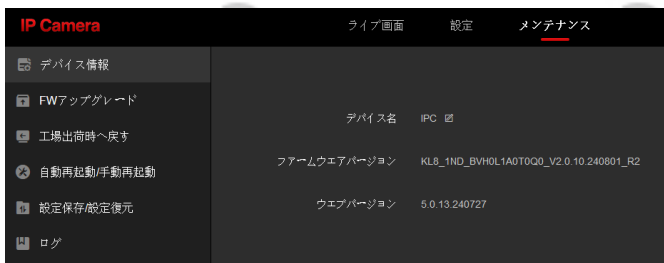 IP Camera ライブ画面 設定 メンテナンス
デバイス情報
FWアップグレード
工場出荷時へ戻す
自動再起動/手動再起動
設定保存/設定復元
ログ
デバイス名 IPC
ファームウエアバージョン KL8_1ND_BVH0L1A0T0Q0_V2.0.10.240801_R2
ウエブバージョン 5.0.13.240727